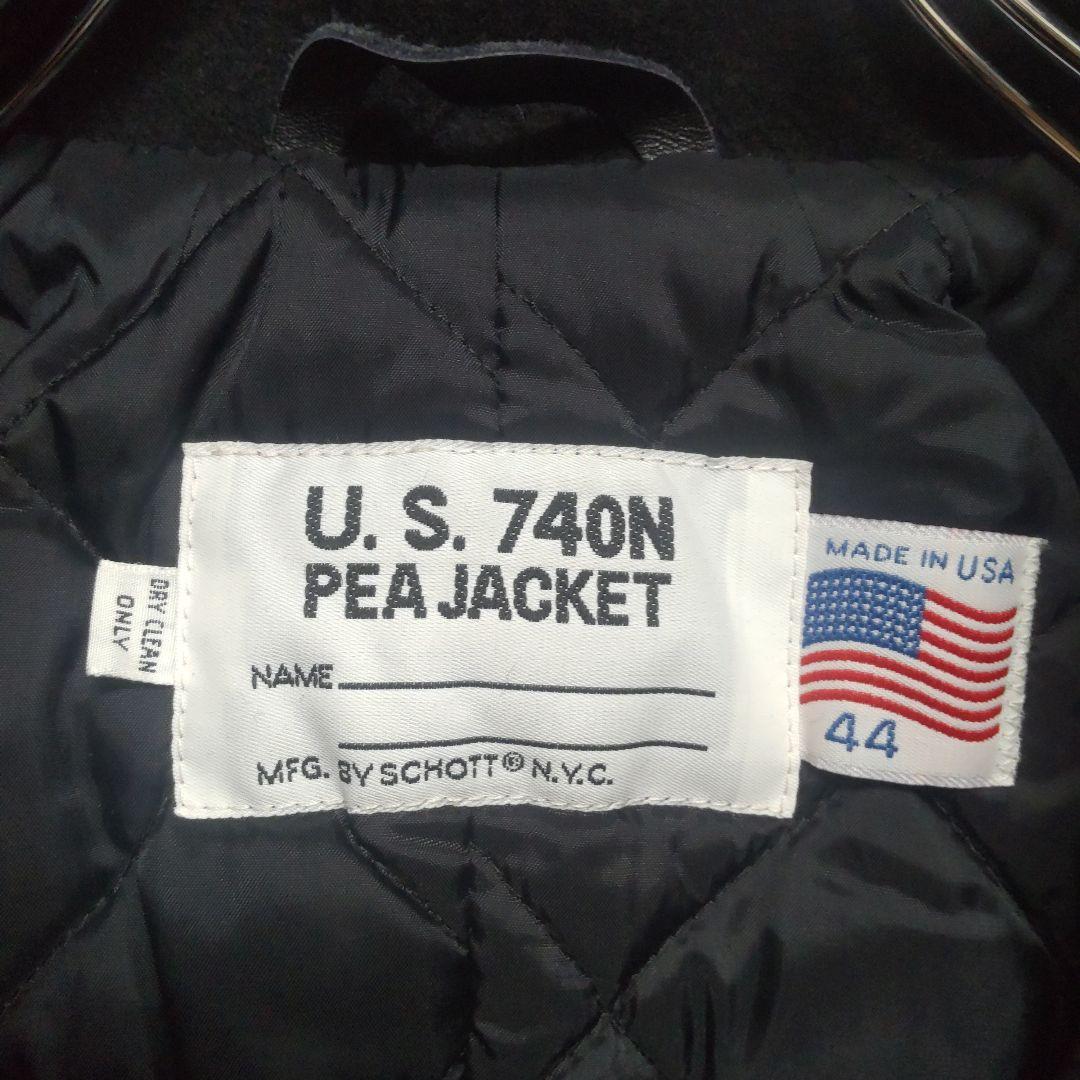 U. S. 740N
PEA JACKET
NAME
MFG. BY SCHOTT® N.Y.C.
DRY CLEAN
ONLY
MADE IN USA
44